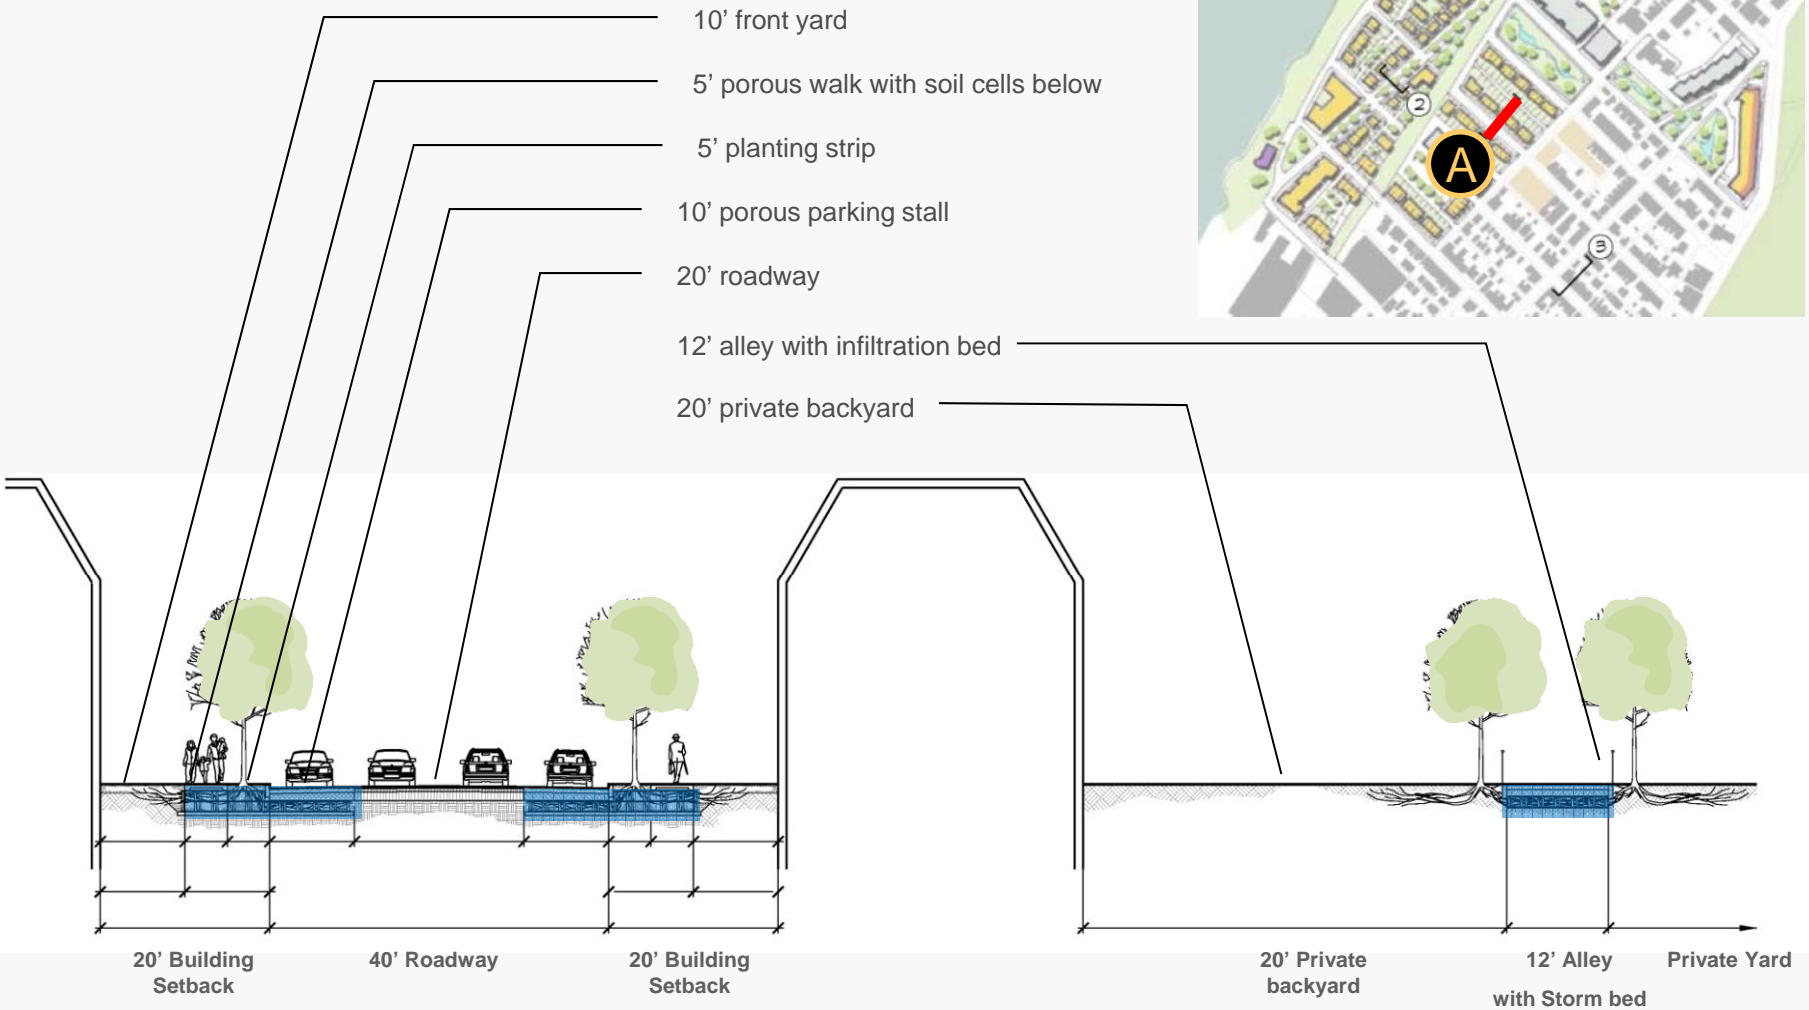 10’ front yard
5’ porous walk with soil cells below
5’ planting strip
10’ porous parking stall
20’ roadway
12’ alley with infiltration bed
20’ private backyard
2
A
3
20’ Building
Setback
40’ Roadway
20’ Building
Setback
20’ Private
backyard
12’ Alley
with Storm bed
Private Yard